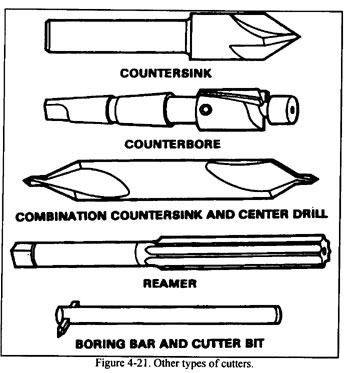 COUNTERSINK
COUNTERBORE
COMBINATION COUNTERSINK AND CENTER DRILL
REAMER
BORING BAR AND CUTTER BIT
Figure 4-21. Other types of cutters.